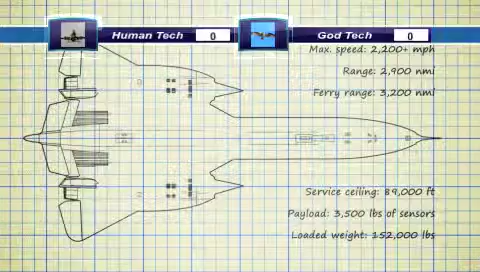 Human Tech 0 God Tech 0
Max. speed: 2,200+ mph
Range: 2,900 nmi
Ferry range: 3,200 nmi
Service ceiling: 89,000 ft
Payload: 3,500 lbs of sensors
Loaded weight: 152,000 lbs